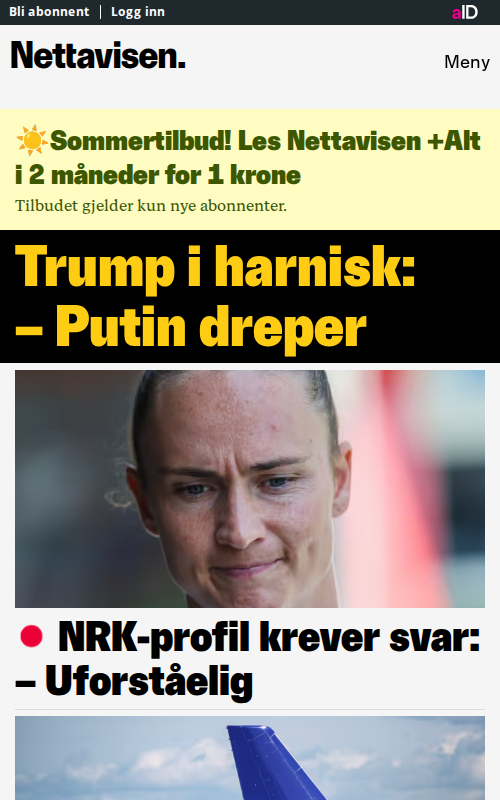 Bli abonnent | Logg inn
aID
Nettavisen.
Meny
Sommertilbud! Les Nettavisen +Alt
i 2 måneder for 1 krone
Tilbudet gjelder kun nye abonnenter.
Trump i harnisk:
– Putin dreper
NRK-profil krever svar:
– Uforståelig